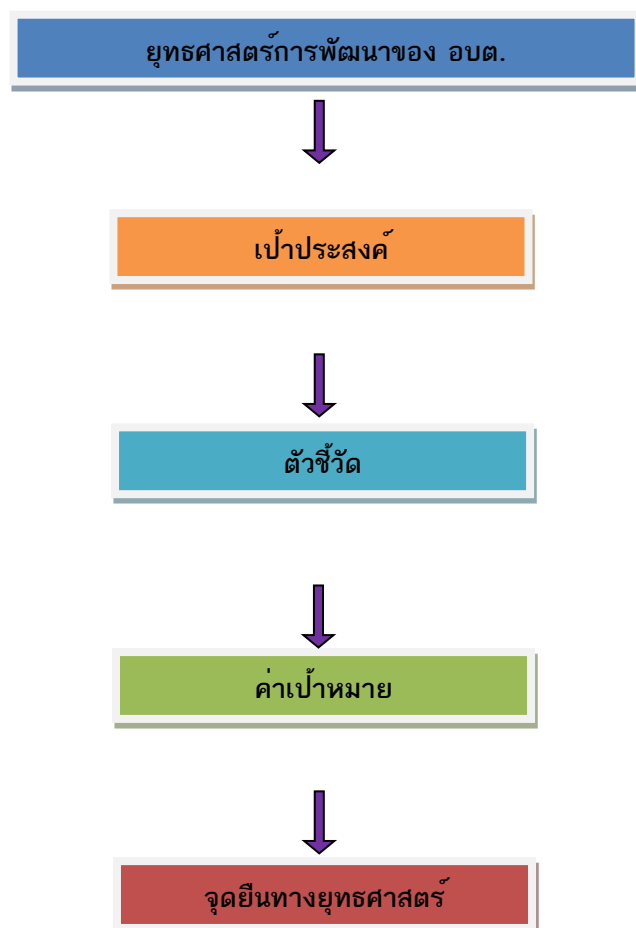 ยุทธศาสตร์การพัฒนาของ อบต.
เป้าประสงค์
ตัวชี้วัด
ค่าเป้าหมาย
จุดยืนทางยุทธศาสตร์